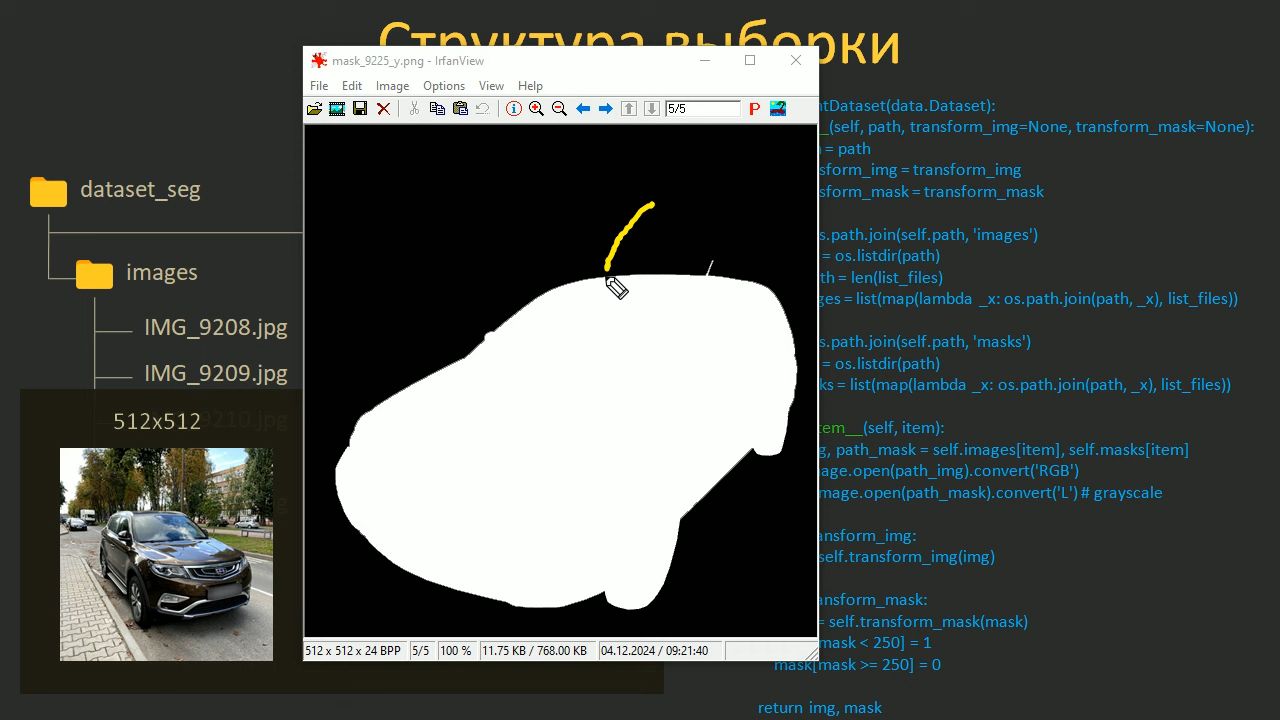 Структура выборки
mask_9225_y.png - IrfanView
File Edit Image Options View Help
5/5
P
dataset_seg
images
IMG_9208.jpg
IMG_9209.jpg
512x512
512 x 512 x 24 BPP 5/5 100 % 11.75 KB / 768.00 KB 04.12.2024 / 09:21:40
ntDataset(data.Dataset):
_(self, path, transform_img=None, transform_mask=None):
= path
sform_img = transform_img
sform_mask = transform_mask
s.path.join(self.path, 'images')
= os.listdir(path)
th = len(list_files)
ges = list(map(lambda _x: os.path.join(path, _x), list_files))
s.path.join(self.path, 'masks')
= os.listdir(path)
ks = list(map(lambda _x: os.path.join(path, _x), list_files))
tem__(self, item):
g, path_mask = self.images[item], self.masks[item]
age.open(path_img).convert('RGB')
mage.open(path_mask).convert('L') # grayscale
ansform_img:
self.transform_img(img)
ansform_mask:
= self.transform_mask(mask)
mask < 250] = 1
mask[mask >= 250] = 0
return img, mask